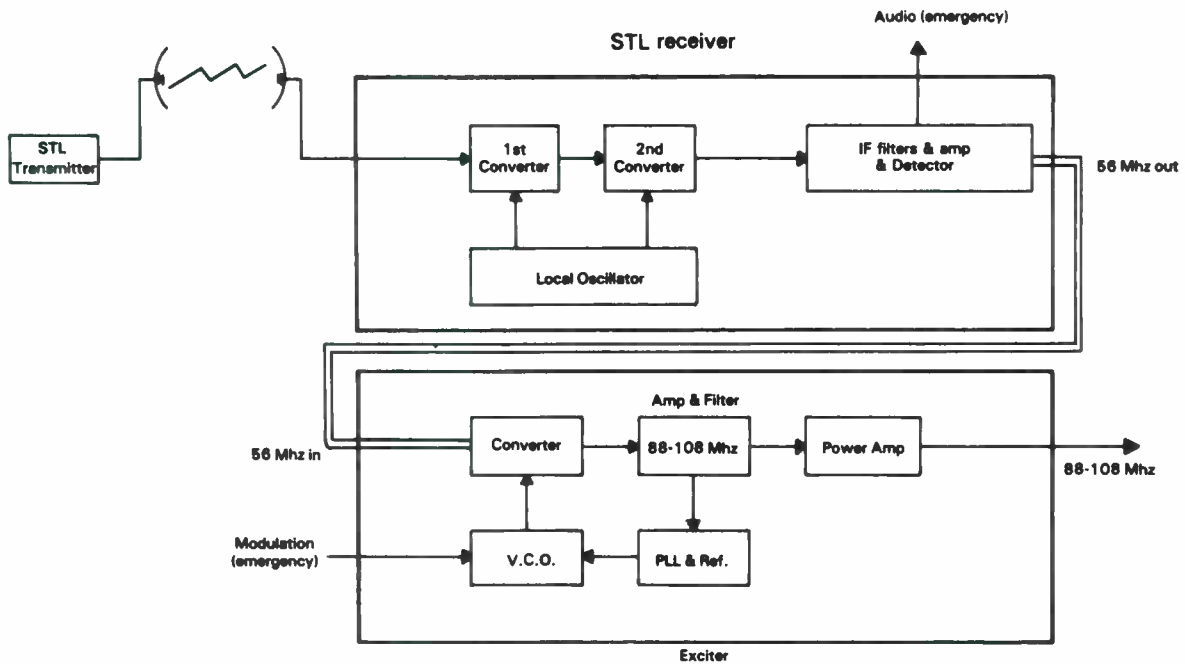 Audio (emergency)
STL receiver
STL
Transmitter
1st
Converter
2nd
Converter
IF filters & amp
& Detector
56 Mhz out
Local Oscillator
Amp & Filter
Converter
88-108 Mhz
Power Amp
56 Mhz in
88-108 Mhz
Modulation
(emergency)
V.C.O.
PLL & Ref.
Exciter